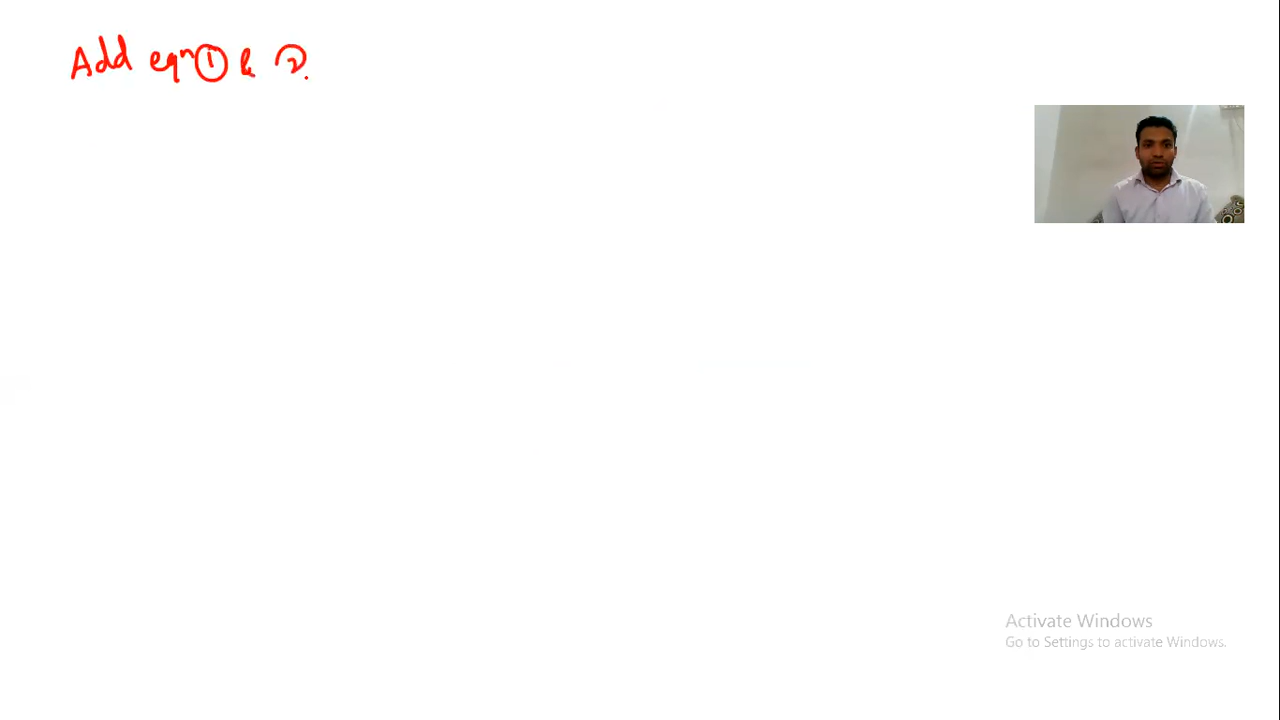 Add eqⁿ ① & ②
Activate Windows
Go to Settings to activate Windows.